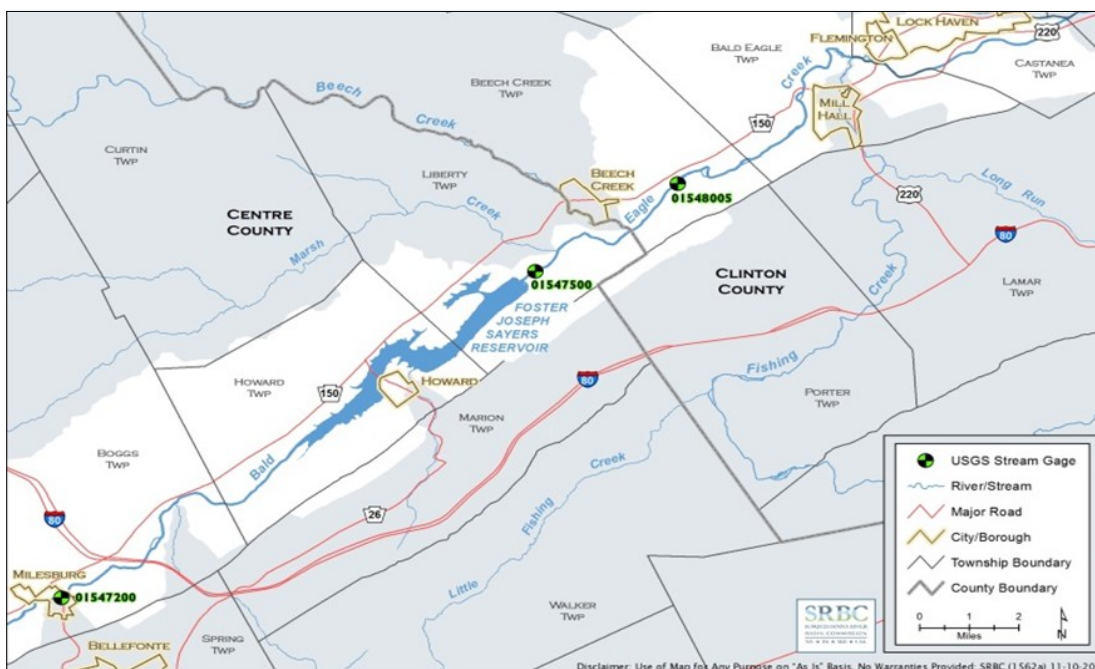 LOCK HAVEN
FLEMINGTON
220
BALD EAGLE
TWP
CASTANEA
TWP
Creek
BEECH CREEK
TWP
Beech
Creek
MILL
HALL
150
CURTIN
TWP
LIBERTY
TWP
BEECH
CREEK
Eagle
01548005
Long Run
220
CENTRE
COUNTY
Creek
Marsh
80
01547500
CLINTON
COUNTY
LAMAR
TWP
Creek
FOSTER
JOSEPH
SAYERS
RESERVOIR
Fishing
HOWARD
TWP
150
HOWARD
80
MARION
TWP
PORTER
TWP
BOGGS
TWP
Bald
Creek
Fishing
Little
26
80
MILESBURG
01547200
BELLEFONTE
SPRING
TWP
WALKER
TWP
SRBC
USGS Stream Gage
River/Stream
Major Road
City/Borough
Township Boundary
County Boundary
0 1 2
Miles
N
Disclaimer: Use of Map for Any Purpose on "As Is" Basis. No Warranties Provided: SRBC (1562a) 11-10-20